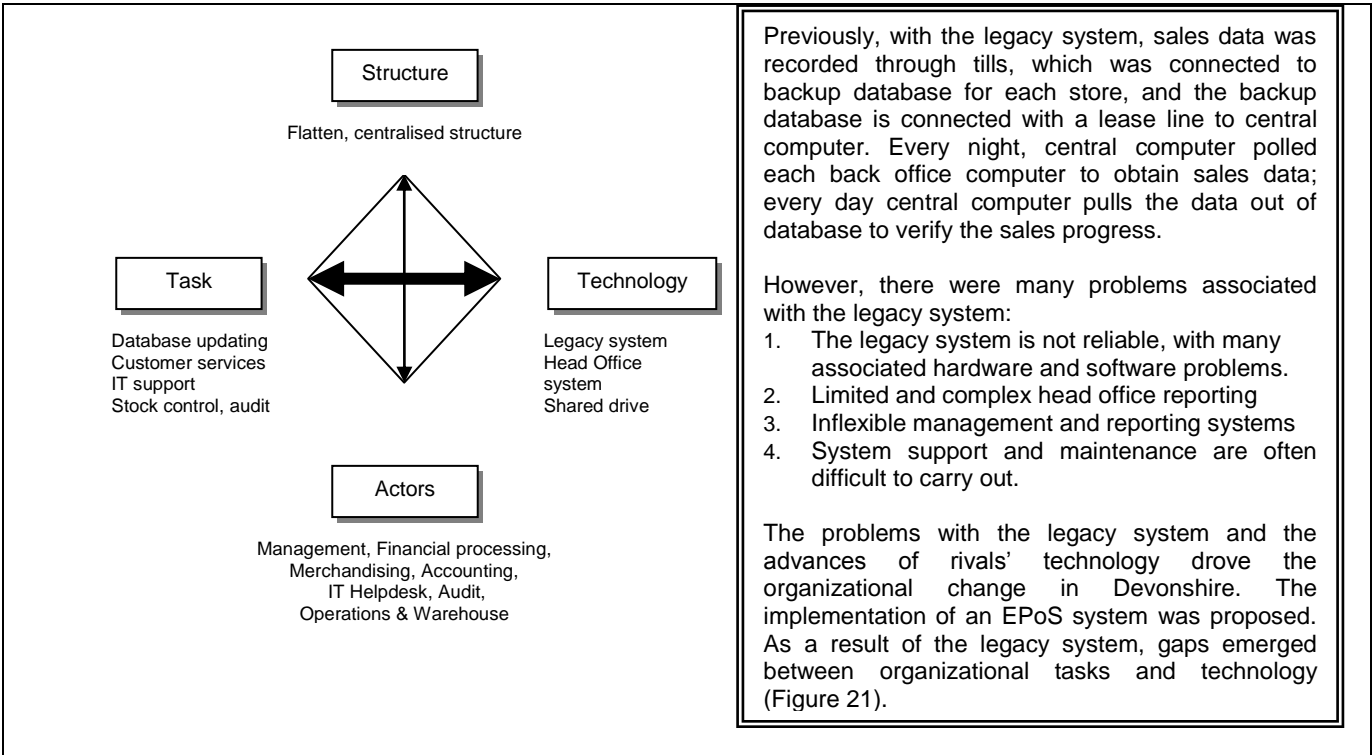 Structure
Flatten, centralised structure
Task
Database updating
Customer services
IT support
Stock control, audit
Technology
Legacy system
Head Office
system
Shared drive
Actors
Management, Financial processing,
Merchandising, Accounting,
IT Helpdesk, Audit,
Operations & Warehouse
Previously, with the legacy system, sales data was
recorded through tills, which was connected to
backup database for each store, and the backup
database is connected with a lease line to central
computer. Every night, central computer polled
each back office computer to obtain sales data;
every day central computer pulls the data out of
database to verify the sales progress.
However, there were many problems associated
with the legacy system:
1. The legacy system is not reliable, with many
associated hardware and software problems.
2. Limited and complex head office reporting
3. Inflexible management and reporting systems
4. System support and maintenance are often
difficult to carry out.
The problems with the legacy system and the
advances of rivals' technology drove the
organizational change in Devonshire. The
implementation of an EPoS system was proposed.
As a result of the legacy system, gaps emerged
between organizational tasks and technology
(Figure 21).